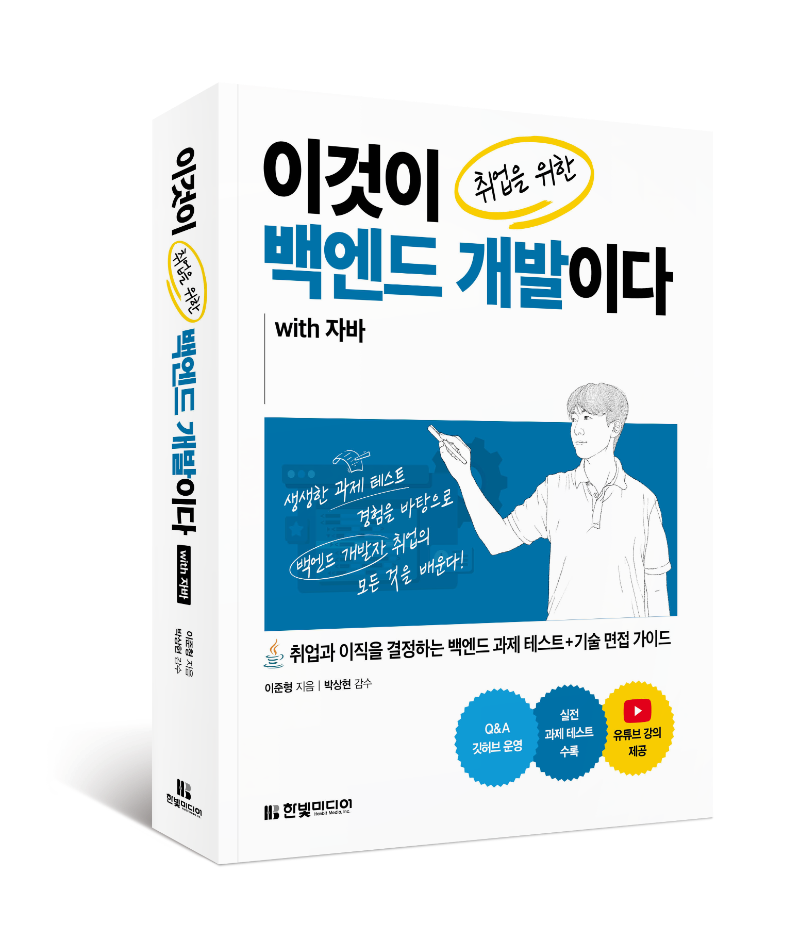 이것이
취업을 위한
백엔드 개발이다
with 자바
이준형 지음
박상현 감수
한빛미디어
이것이 취업을 위한
백엔드 개발이다
with 자바
생생한 과제 테스트
경험을 바탕으로
백엔드 개발자 취업의
모든 것을 배운다!
취업과 이직을 결정하는 백엔드 과제 테스트+기술 면접 가이드
이준형 지음 | 박상현 감수
Q&A
깃허브 운영
실전
과제 테스트
수록
유튜브 강의
제공
한빛미디어
Hanbit Media, Inc.